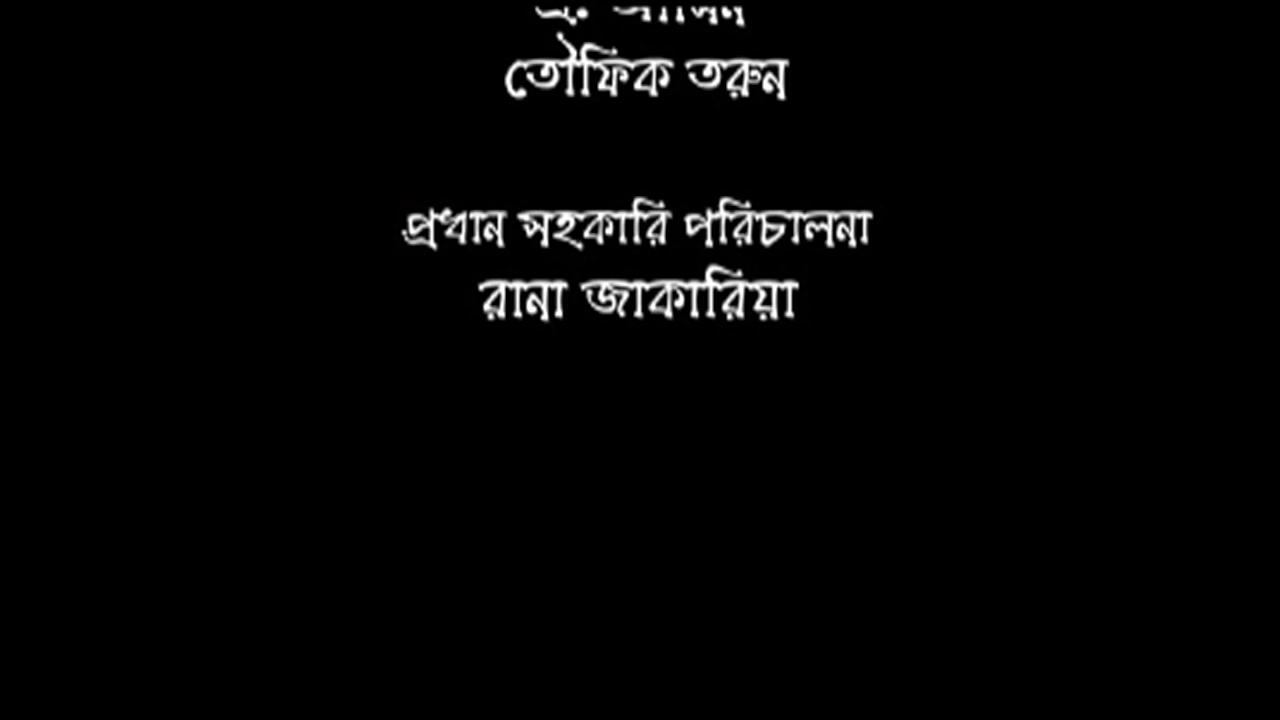 তৌফিক তরুন
প্রধান সহকারি পরিচালনা
রানা জাকারিয়া